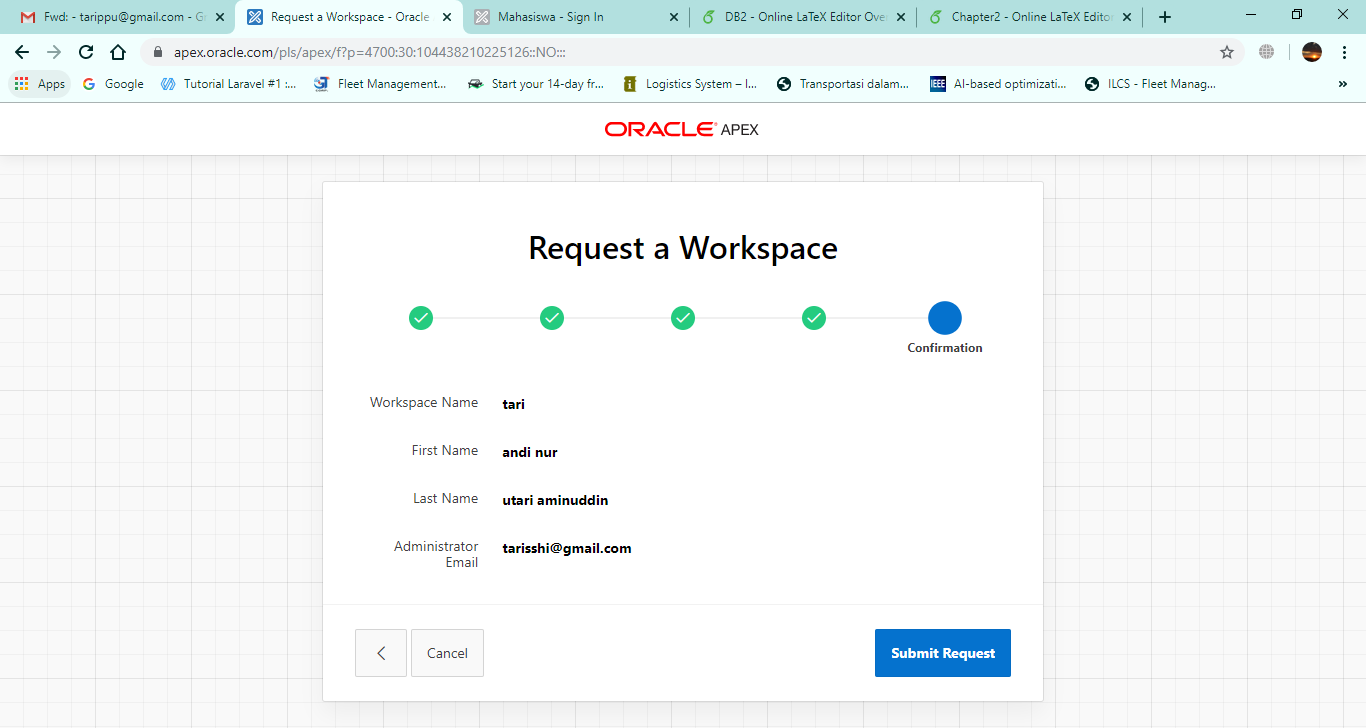 Fwd: - tarippu@gmail.com - G
Request a Workspace - Oracle
Mahasiswa - Sign In
DB2 - Online LaTeX Editor Over
Chapter2 - Online LaTeX Editor
apex.oracle.com/pls/apex/f?p=4700:30:104438210225126::NO:::
Apps
Google
Tutorial Laravel #1 :...
Fleet Management...
Start your 14-day fr...
Logistics System – I...
Transportasi dalam...
IEEE
AI-based optimizati...
ILCS - Fleet Manag...
»
ORACLE APEX
Request a Workspace
Confirmation
Workspace Name tari
First Name andi nur
Last Name utari aminuddin
Administrator
Email tarisshi@gmail.com
Cancel
Submit Request